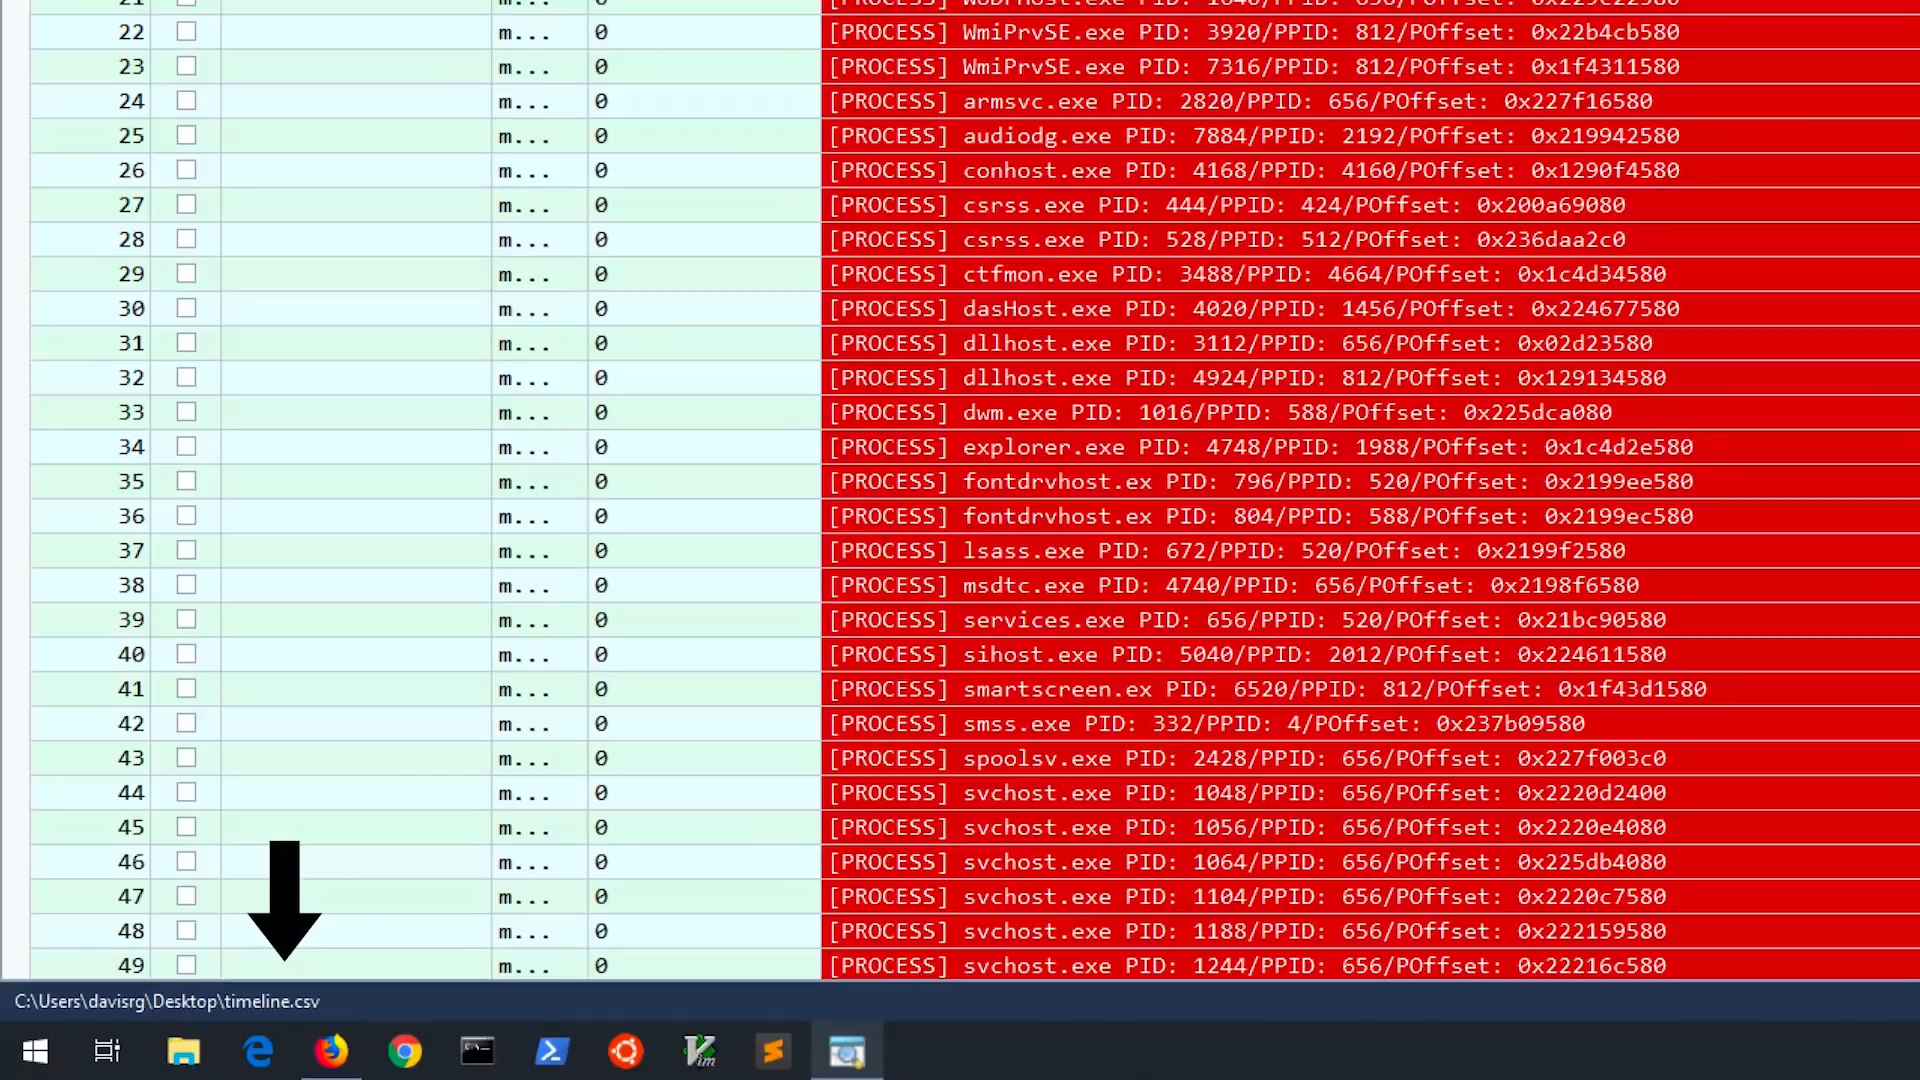 22 m... 0 [PROCESS] WmiPrvSE.exe PID: 3920/PPID: 812/POffset: 0x22b4cb580
23 m... 0 [PROCESS] WmiPrvSE.exe PID: 7316/PPID: 812/POffset: 0x1f4311580
24 m... 0 [PROCESS] armsvc.exe PID: 2820/PPID: 656/POffset: 0x227f16580
25 m... 0 [PROCESS] audiodg.exe PID: 7884/PPID: 2192/POffset: 0x219942580
26 m... 0 [PROCESS] conhost.exe PID: 4168/PPID: 4160/POffset: 0x1290f4580
27 m... 0 [PROCESS] csrss.exe PID: 444/PPID: 424/POffset: 0x200a69080
28 m... 0 [PROCESS] csrss.exe PID: 528/PPID: 512/POffset: 0x236daa2c0
29 m... 0 [PROCESS] ctfmon.exe PID: 3488/PPID: 4664/POffset: 0x1c4d34580
30 m... 0 [PROCESS] dasHost.exe PID: 4020/PPID: 1456/POffset: 0x224677580
31 m... 0 [PROCESS] dllhost.exe PID: 3112/PPID: 656/POffset: 0x02d23580
32 m... 0 [PROCESS] dllhost.exe PID: 4924/PPID: 812/POffset: 0x129134580
33 m... 0 [PROCESS] dwm.exe PID: 1016/PPID: 588/POffset: 0x225dca080
34 m... 0 [PROCESS] explorer.exe PID: 4748/PPID: 1988/POffset: 0x1c4d2e580
35 m... 0 [PROCESS] fontdrvhost.ex PID: 796/PPID: 520/POffset: 0x2199ee580
36 m... 0 [PROCESS] fontdrvhost.ex PID: 804/PPID: 588/POffset: 0x2199ec580
37 m... 0 [PROCESS] lsass.exe PID: 672/PPID: 520/POffset: 0x2199f2580
38 m... 0 [PROCESS] msdtc.exe PID: 4740/PPID: 656/POffset: 0x2198f6580
39 m... 0 [PROCESS] services.exe PID: 656/PPID: 520/POffset: 0x21bc90580
40 m... 0 [PROCESS] sihost.exe PID: 5040/PPID: 2012/POffset: 0x224611580
41 m... 0 [PROCESS] smartscreen.ex PID: 6520/PPID: 812/POffset: 0x1f43d1580
42 m... 0 [PROCESS] smss.exe PID: 332/PPID: 4/POffset: 0x237b09580
43 m... 0 [PROCESS] spoolsv.exe PID: 2428/PPID: 656/POffset: 0x227f003c0
44 m... 0 [PROCESS] svchost.exe PID: 1048/PPID: 656/POffset: 0x2220d2400
45 m... 0 [PROCESS] svchost.exe PID: 1056/PPID: 656/POffset: 0x2220e4080
46 m... 0 [PROCESS] svchost.exe PID: 1064/PPID: 656/POffset: 0x225db4080
47 m... 0 [PROCESS] svchost.exe PID: 1104/PPID: 656/POffset: 0x2220c7580
48 m... 0 [PROCESS] svchost.exe PID: 1188/PPID: 656/POffset: 0x222159580
49 m... 0 [PROCESS] svchost.exe PID: 1244/PPID: 656/POffset: 0x22216c580
C:\Users\davisrg\Desktop\timeline.csv
Vim